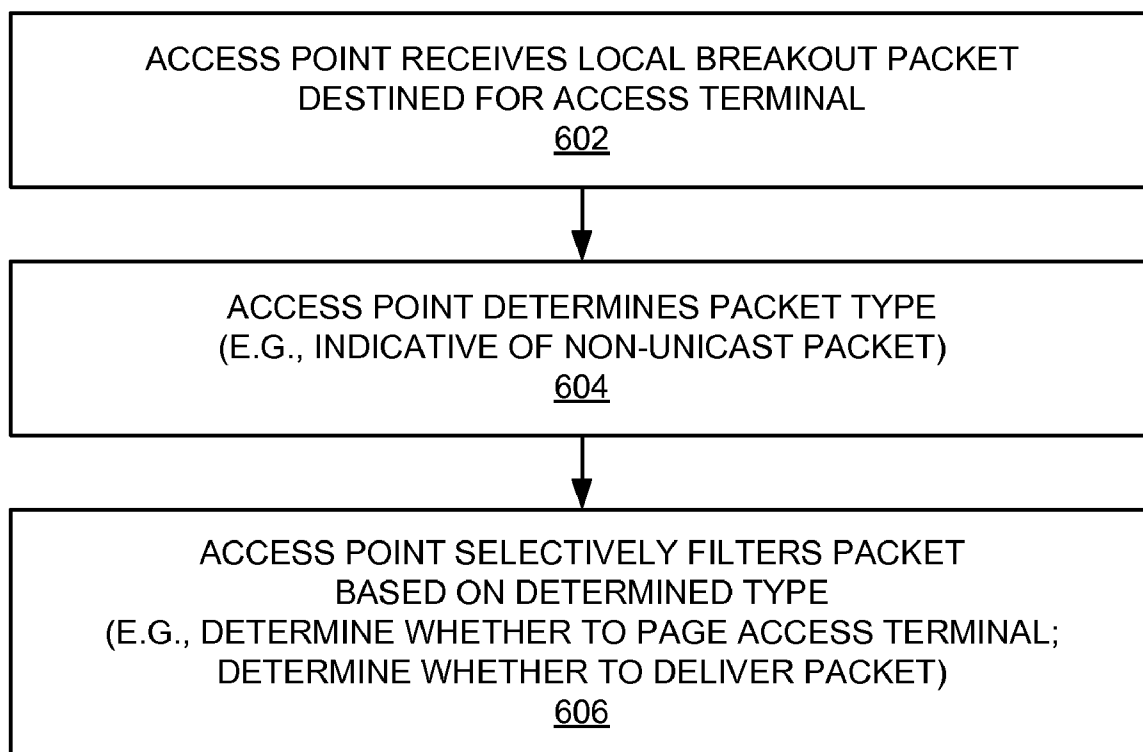 ACCESS POINT RECEIVES LOCAL BREAKOUT PACKET
DESTINED FOR ACCESS TERMINAL
602
ACCESS POINT DETERMINES PACKET TYPE
(E.G., INDICATIVE OF NON-UNICAST PACKET)
604
ACCESS POINT SELECTIVELY FILTERS PACKET
BASED ON DETERMINED TYPE
(E.G., DETERMINE WHETHER TO PAGE ACCESS TERMINAL;
DETERMINE WHETHER TO DELIVER PACKET)
606